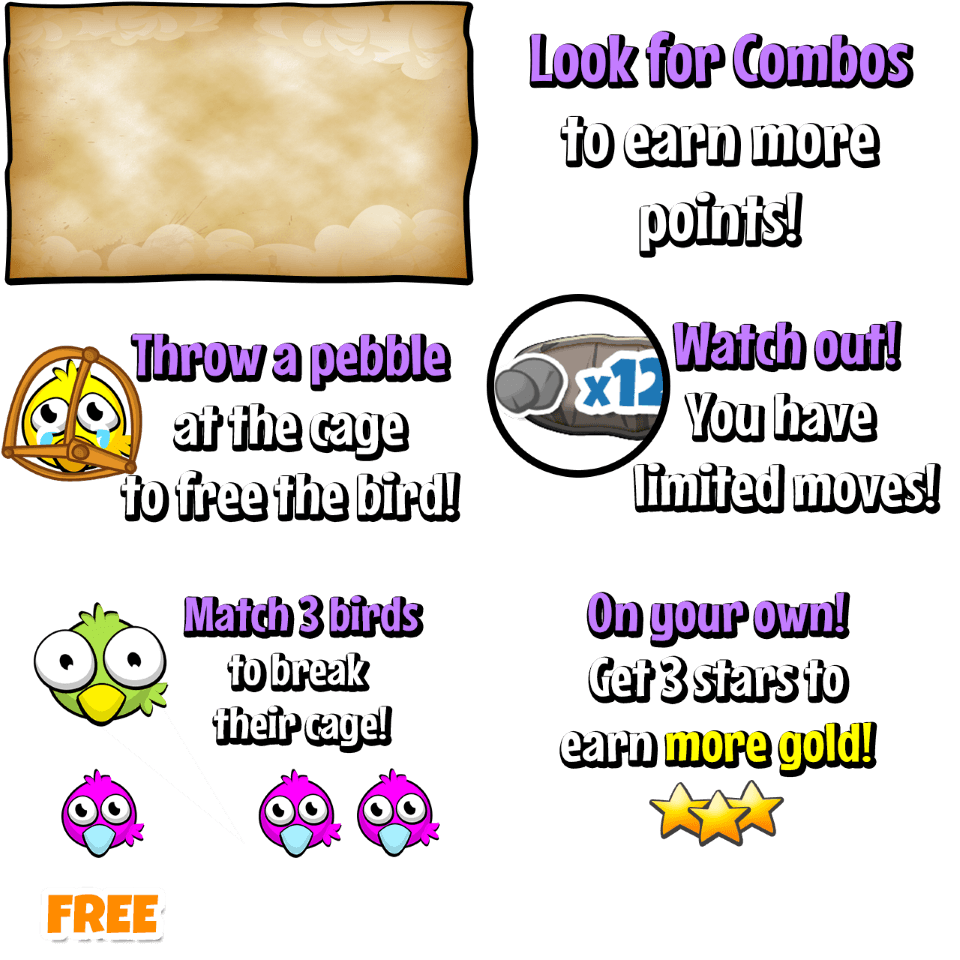 Look for Combos
to earn more
points!
Throw a pebble
at the cage
to free the bird!
x12
Watch out!
You have
limited moves!
Match 3 birds
to break
their cage!
On your own!
Get 3 stars to
earn more gold!
FREE